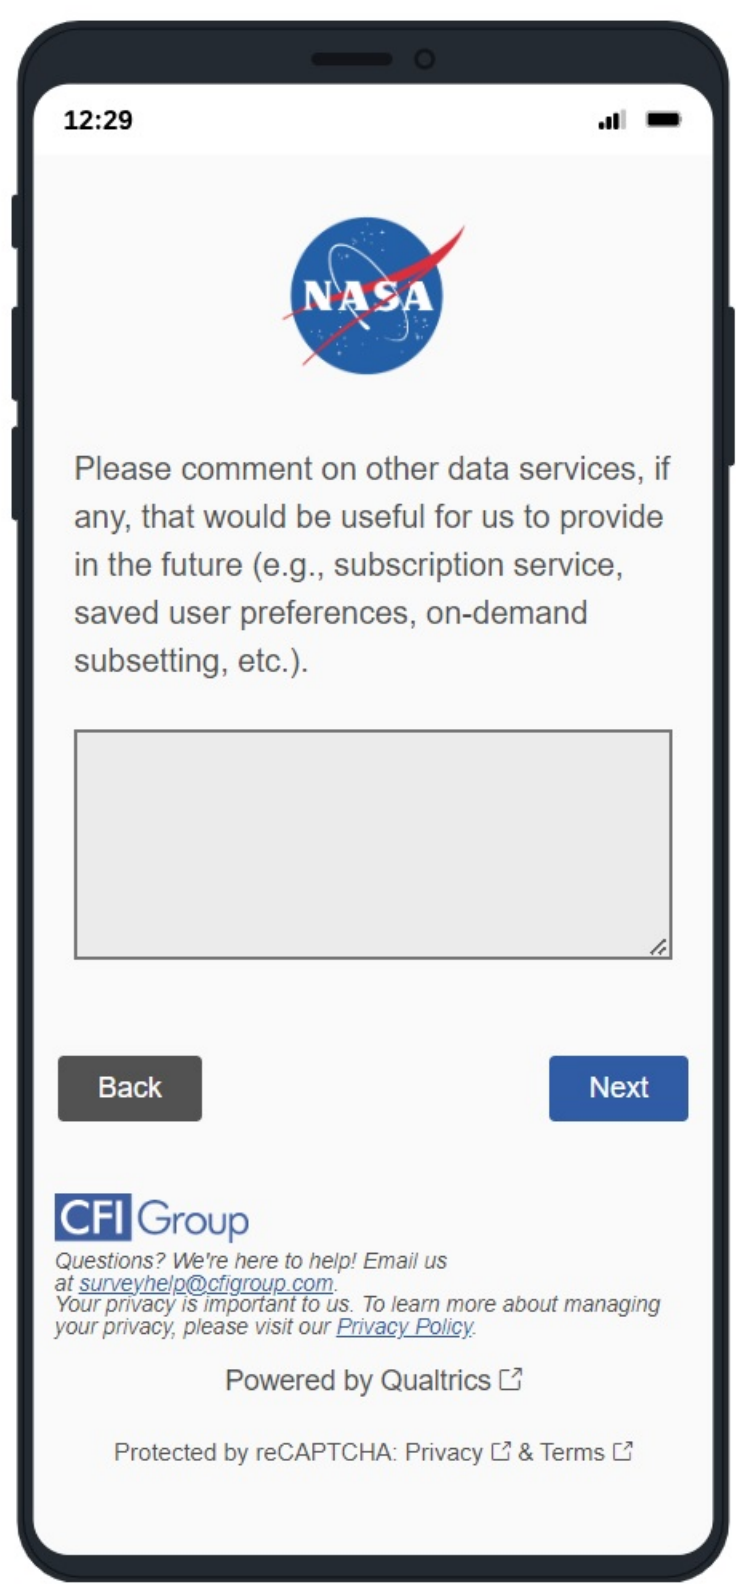 12:29
NASA
Please comment on other data services, if
any, that would be useful for us to provide
in the future (e.g., subscription service,
saved user preferences, on-demand
subsetting, etc.).
Back
Next
CFI Group
Questions? We're here to help! Email us
at surveyhelp@cfigroup.com.
Your privacy is important to us. To learn more about managing
your privacy, please visit our Privacy Policy.
Powered by Qualtrics
Protected by reCAPTCHA: Privacy & Terms